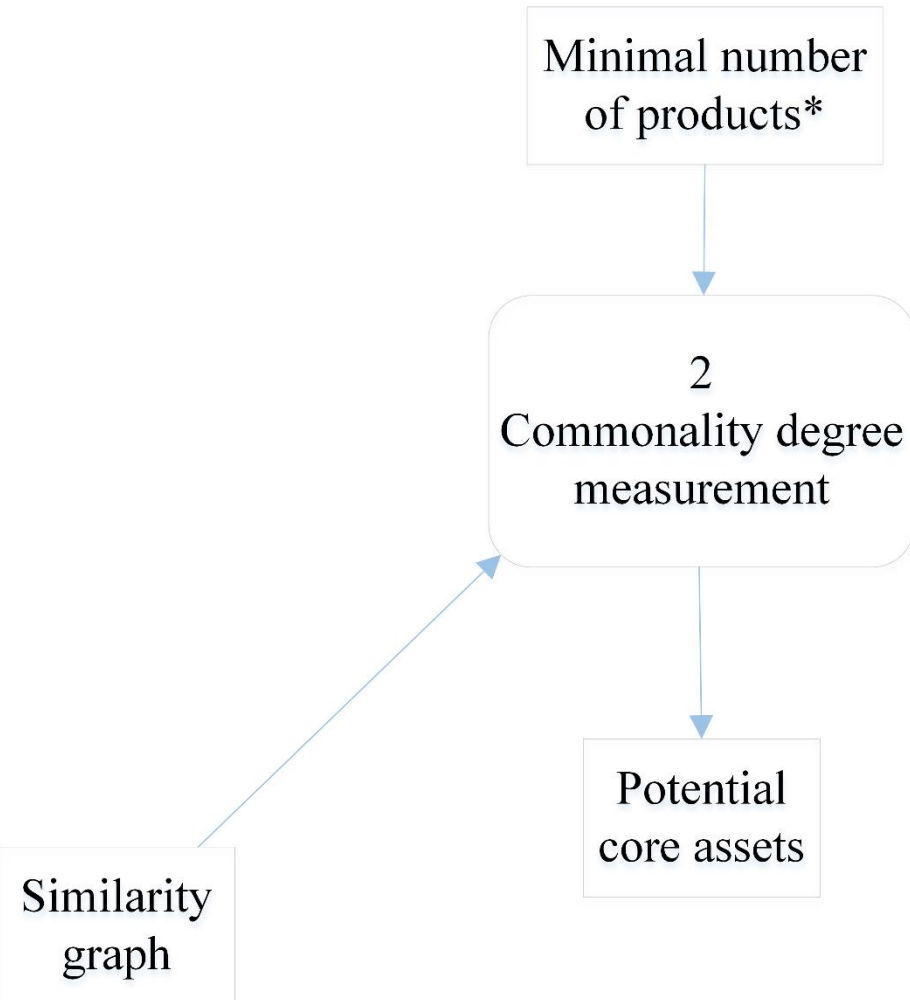 Minimal number
of products*
2
Commonality degree
measurement
Potential
core assets
Similarity
graph